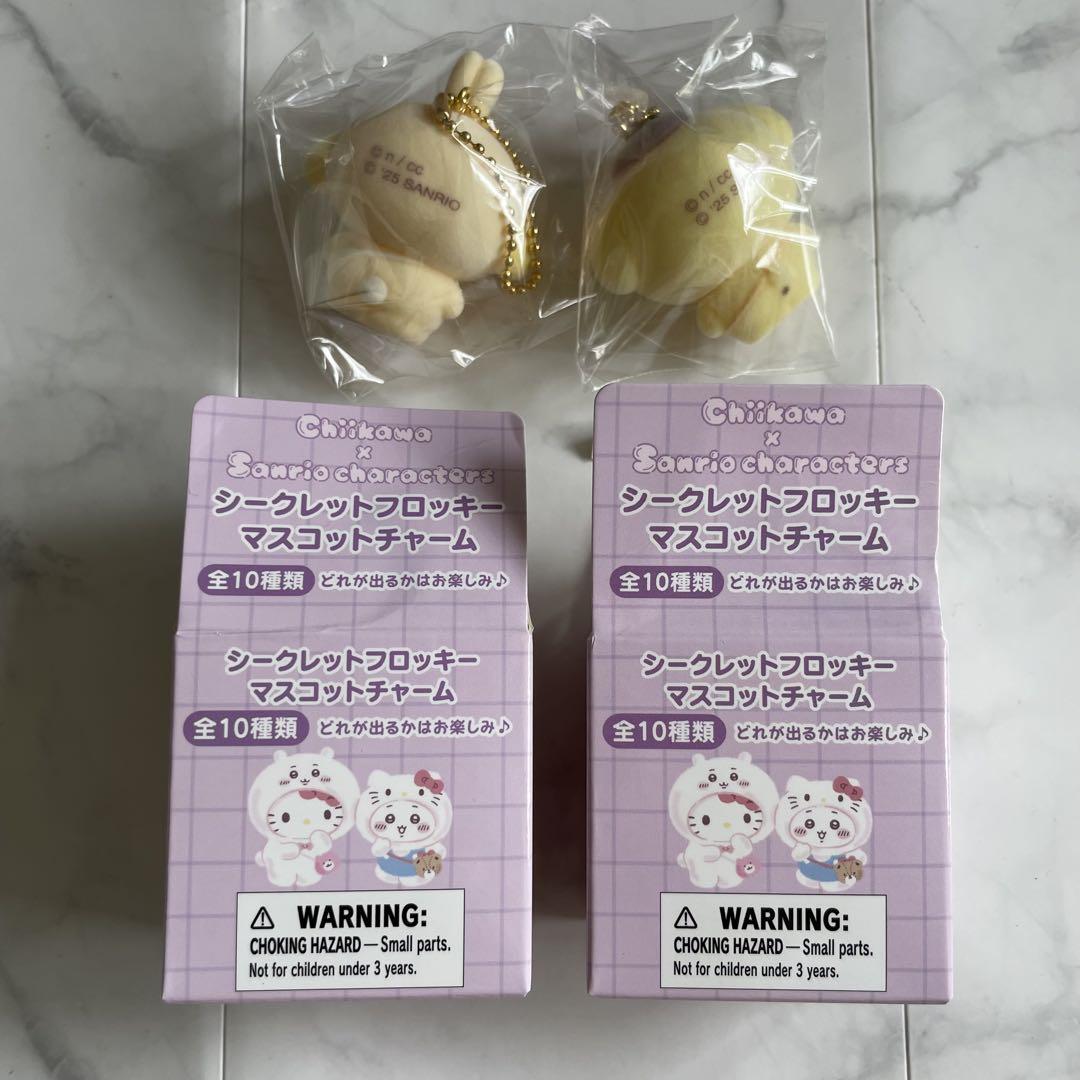 ©n / cc
© '25 SANRIO
©n / cc
© '25 S
Chiikawa
x
Sanrio characters
シークレットフロッキー
マスコットチャーム
全10種類 どれが出るかはお楽しみ♪
シークレットフロッキー
マスコットチャーム
全10種類 どれが出るかはお楽しみ♪
⚠ WARNING:
CHOKING HAZARD — Small parts.
Not for children under 3 years.
Chiikawa
x
Sanrio characters
シークレットフロッキー
マスコットチャーム
全10種類 どれが出るかはお楽しみ♪
シークレットフロッキー
マスコットチャーム
全10種類 どれが出るかはお楽しみ♪
⚠ WARNING:
CHOKING HAZARD — Small parts.
Not for children under 3 years.